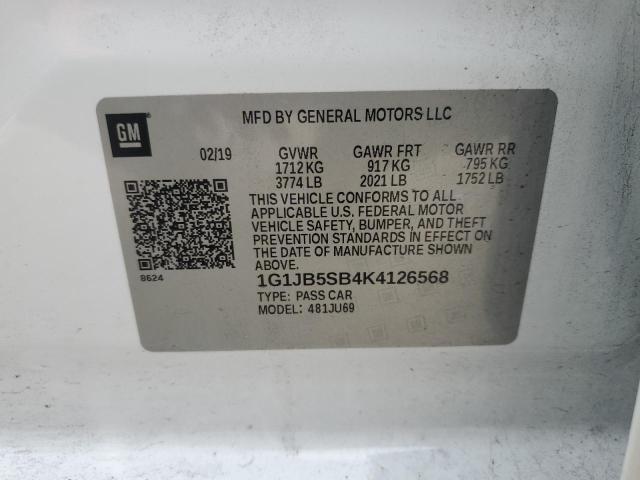 GM
MFD BY GENERAL MOTORS LLC
02/19 GVWR GAWR FRT GAWR RR
1712 KG 917 KG 795 KG
3774 LB 2021 LB 1752 LB
THIS VEHICLE CONFORMS TO ALL
APPLICABLE U.S. FEDERAL MOTOR
VEHICLE SAFETY, BUMPER, AND THEFT
PREVENTION STANDARDS IN EFFECT ON
THE DATE OF MANUFACTURE SHOWN
ABOVE.
8624
1G1JB5SB4K4126568
TYPE: PASS CAR
MODEL: 481JU69